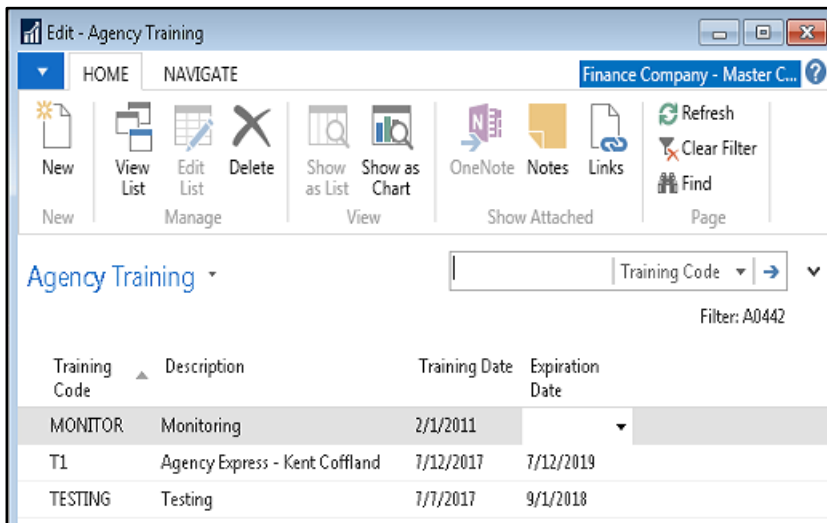 Edit - Agency Training
HOME NAVIGATE Finance Company - Master C... ?
New View List Edit List Delete Show as List Show as Chart OneNote Notes Links Refresh
Clear Filter
Find
New Manage View Show Attached Page
Agency Training Training Code
Filter: A0442
Training Code Description Training Date Expiration Date
MONITOR Monitoring 2/1/2011
T1 Agency Express - Kent Coffland 7/12/2017 7/12/2019
TESTING Testing 7/7/2017 9/1/2018